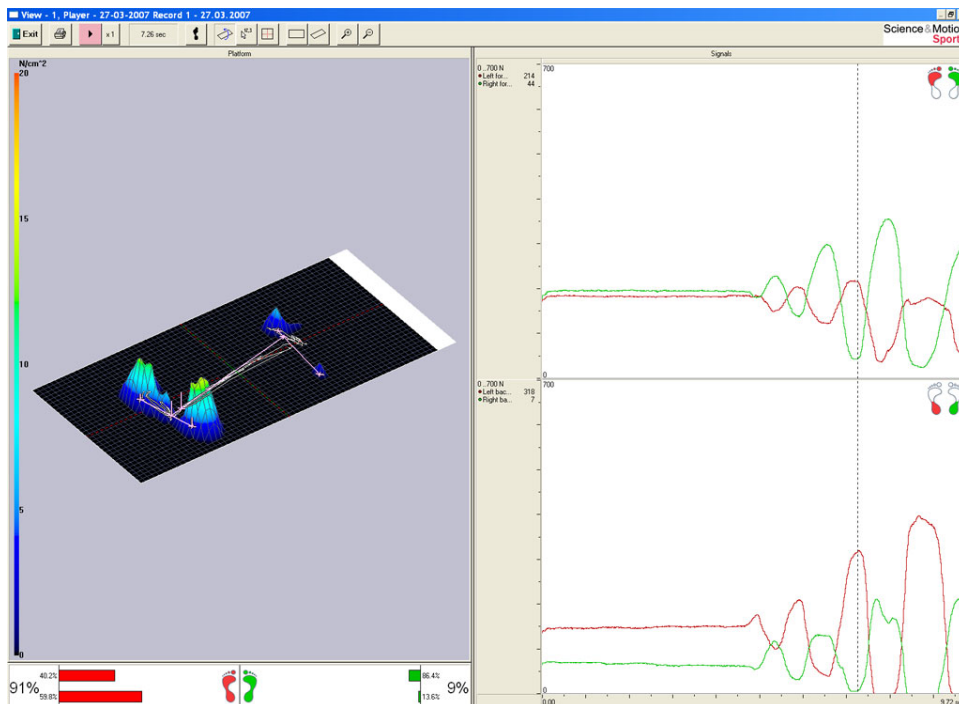 View - 1, Player - 27-03-2007 Record 1 - 27.03.2007
Exit
x 1
7.26 sec
Science&Motion
Sport
Platform
Signals
N/cm^2
20
15
10
5
0
0...700 N
Left for... 214
Right for... 44
700
0
0...700 N
Left bac... 318
Right ba... 7
700
0
0.00
9.72
91%
40.2%
59.8%
86.4%
13.6%
9%